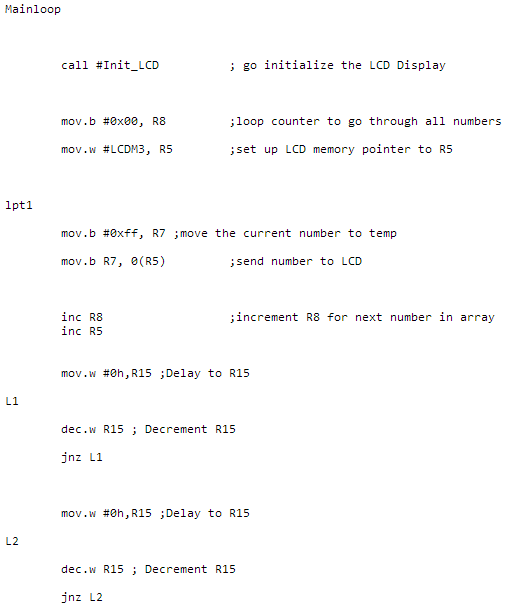 Mainloop
call #Init_LCD ; go initialize the LCD Display
mov.b #0x00, R8 ;loop counter to go through all numbers
mov.w #LCDM3, R5 ;set up LCD memory pointer to R5
lpt1
mov.b #0xff, R7 ;move the current number to temp
mov.b R7, 0(R5) ;send number to LCD
inc R8 ;increment R8 for next number in array
inc R5
mov.w #0h,R15 ;Delay to R15
L1
dec.w R15 ; Decrement R15
jnz L1
mov.w #0h,R15 ;Delay to R15
L2
dec.w R15 ; Decrement R15
jnz L2